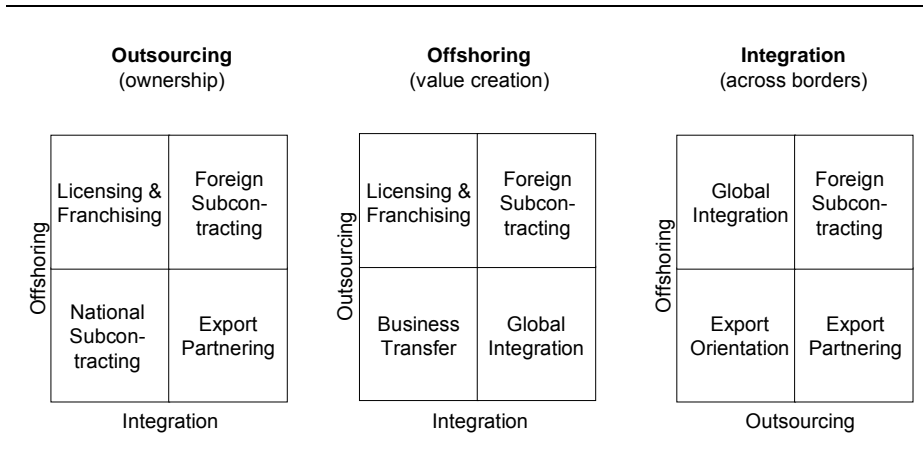 Outsourcing
(ownership)
Offshoring
Licensing &
Franchising
Foreign
Subcon-
tracting
National
Subcon-
tracting
Export
Partnering
Integration
Offshoring
(value creation)
Outsourcing
Licensing &
Franchising
Foreign
Subcon-
tracting
Business
Transfer
Global
Integration
Integration
Integration
(across borders)
Offshoring
Global
Integration
Foreign
Subcon-
tracting
Export
Orientation
Export
Partnering
Outsourcing